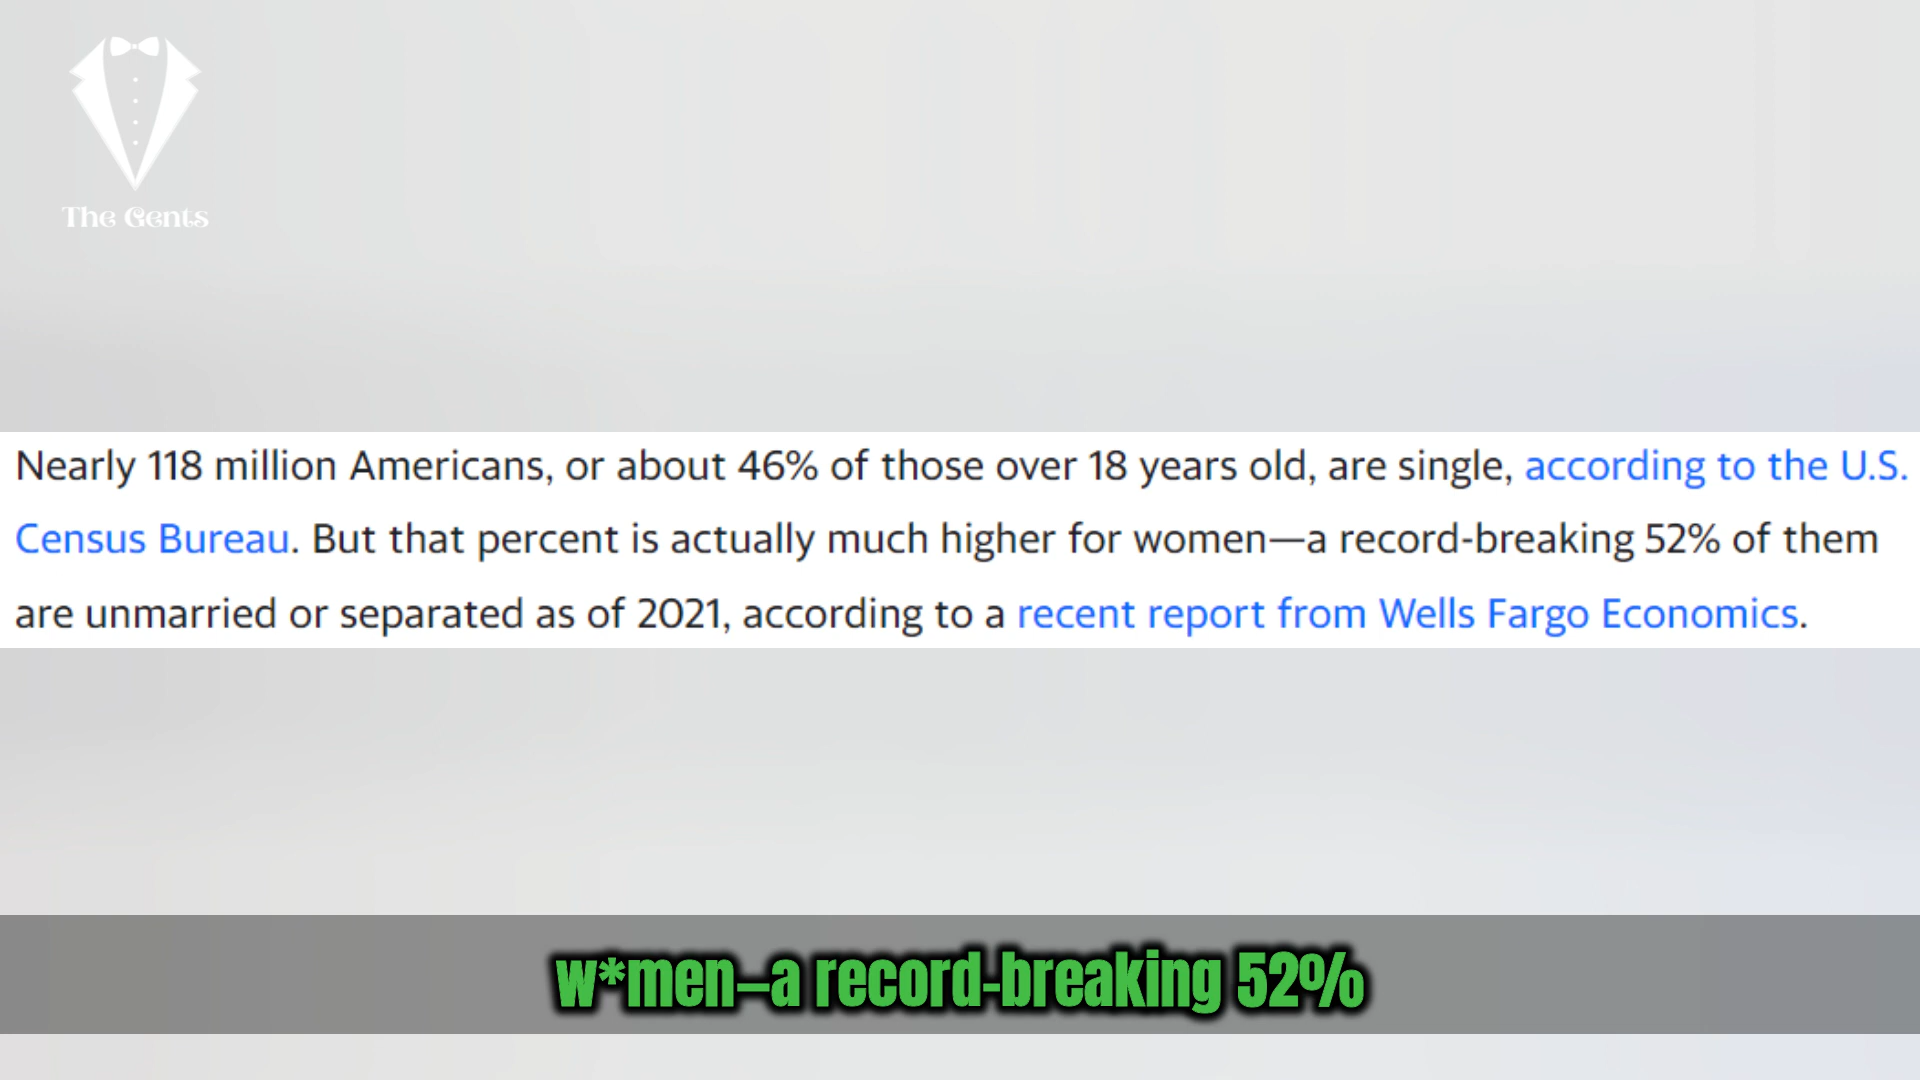 The Gents
Nearly 118 million Americans, or about 46% of those over 18 years old, are single, according to the U.S.
Census Bureau. But that percent is actually much higher for women—a record-breaking 52% of them
are unmarried or separated as of 2021, according to a recent report from Wells Fargo Economics.
w*men—a record-breaking 52%